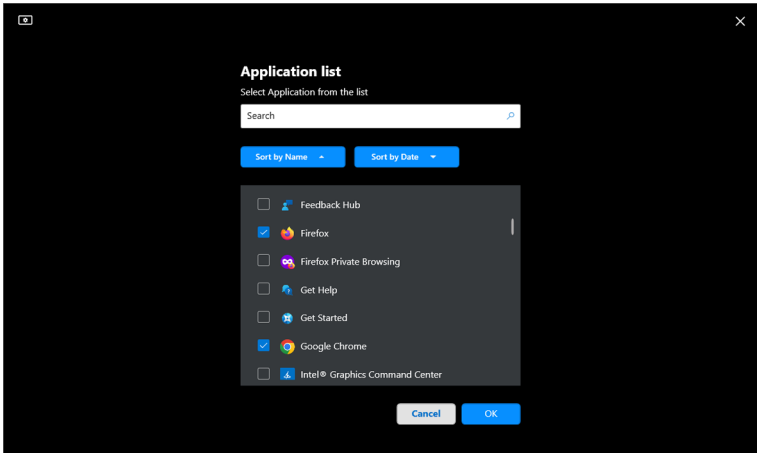 Application list
Select Application from the list
Search
Sort by Name Sort by Date
Feedback Hub
Firefox
Firefox Private Browsing
Get Help
Get Started
Google Chrome
Intel® Graphics Command Center
Cancel OK